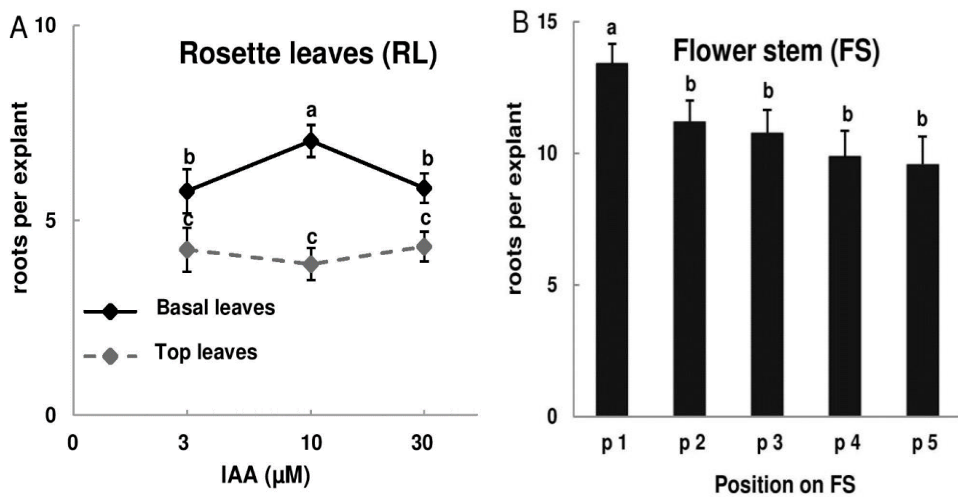 A
Rosette leaves (RL)
roots per explant
10
5
0
b
a
b
c
c
c
Basal leaves
Top leaves
0 3 10 30
IAA (µM)
B
Flower stem (FS)
roots per explant
15
10
5
0
a
b
b
b
b
p 1 p 2 p 3 p 4 p 5
Position on FS